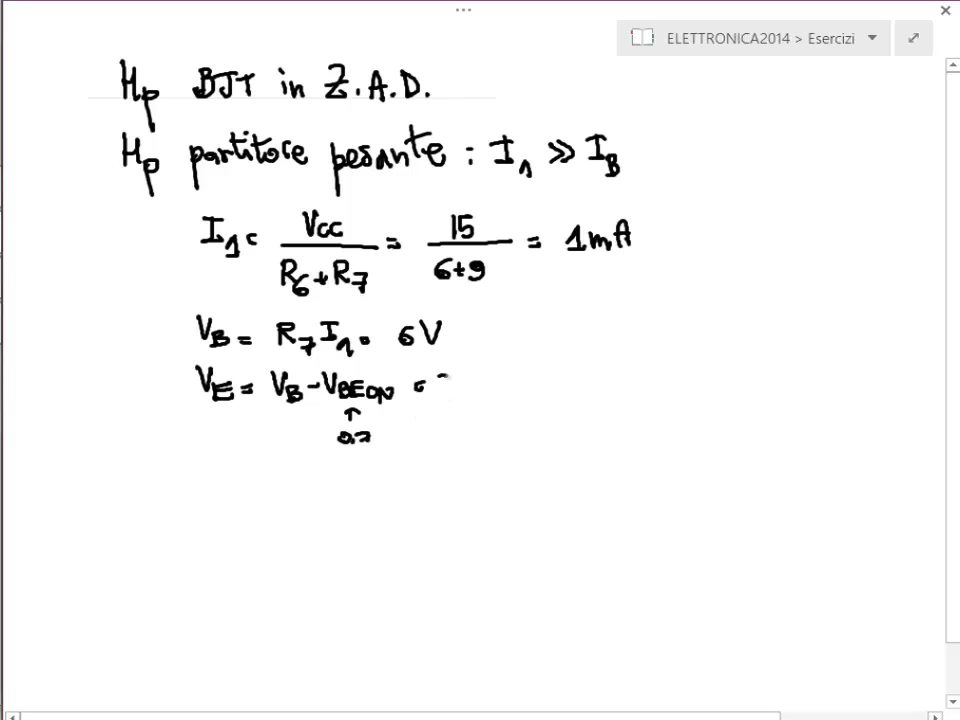 ELETTRONICA2014 > Esercizi
Hp BJT in Z.A.D.
Hp partitore pesante : I1 >> IB
I1 = Vcc / (R6+R7) = 15 / (6+9) = 1mA
VB = R7 I1 = 6V
VE = VB - VBEON =
↑
0.7